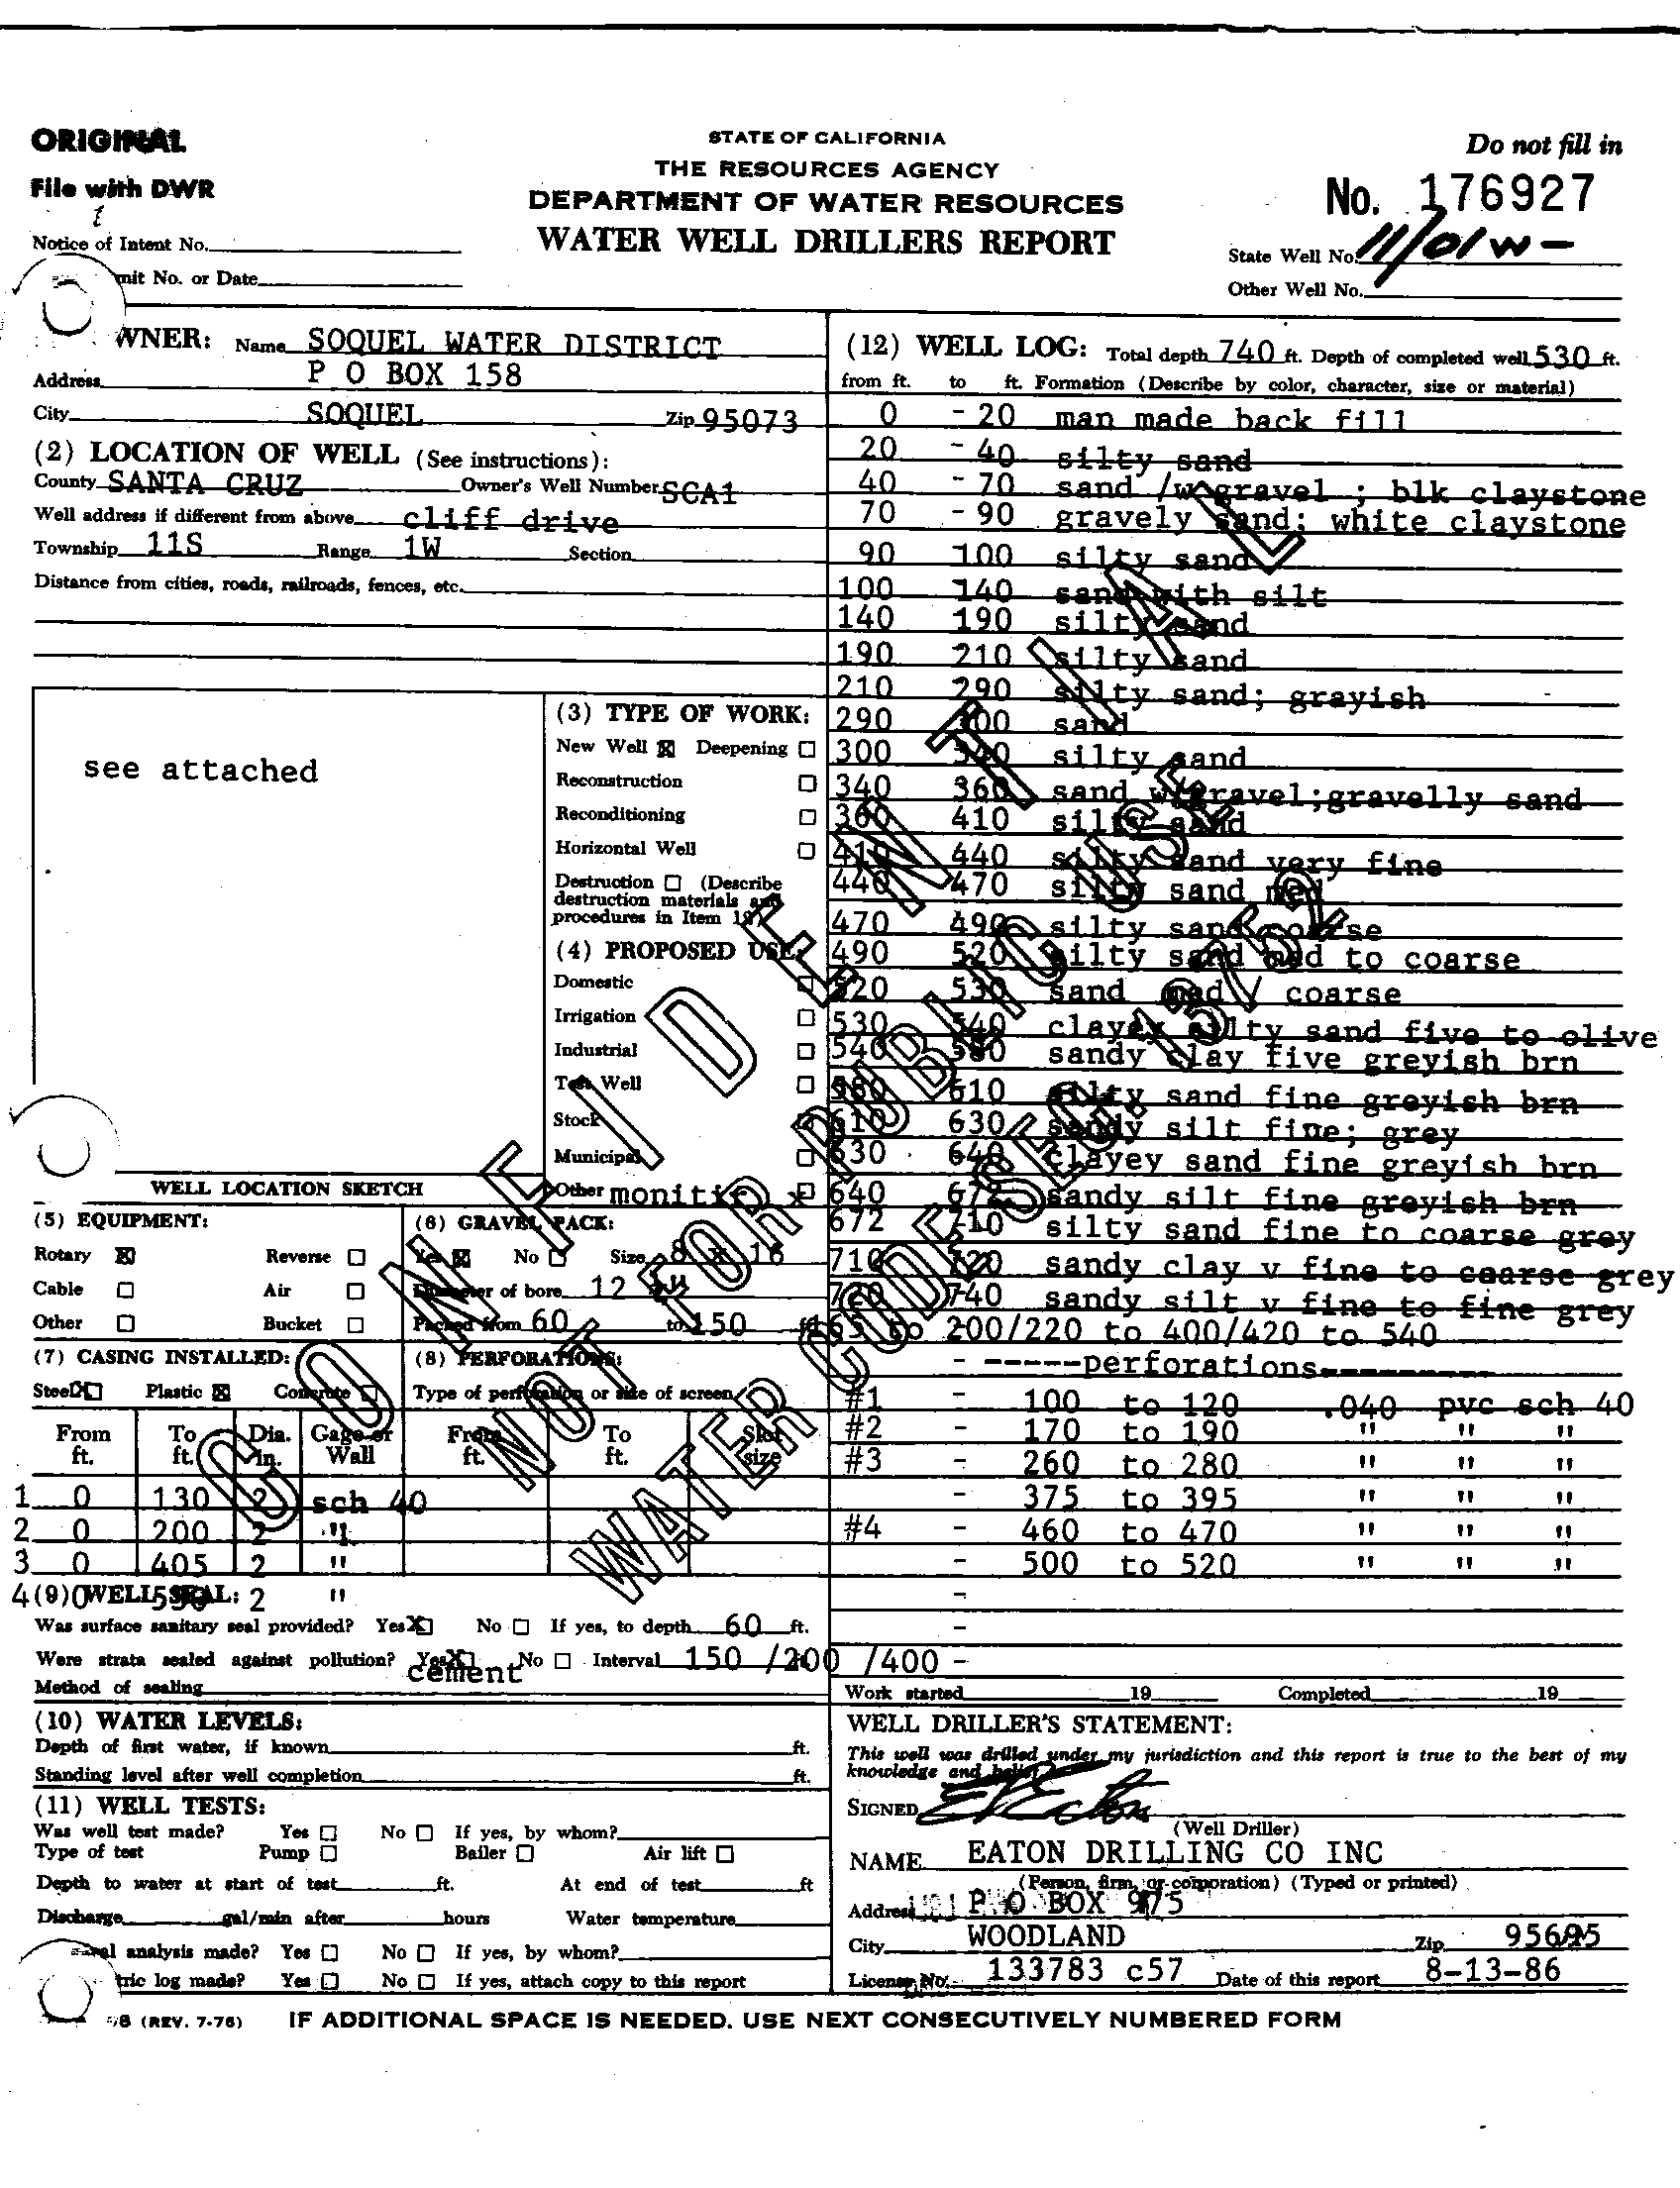 ORIGINAL
File with DWR
Notice of Intent No.
mit No. or Date
STATE OF CALIFORNIA
THE RESOURCES AGENCY
DEPARTMENT OF WATER RESOURCES
WATER WELL DRILLERS REPORT
Do not fill in
No. 176927
State Well No. 11/01W-
Other Well No.
WNER: Name SOQUEL WATER DISTRICT
Address P O BOX 158
City SOQUEL Zip 95073
(2) LOCATION OF WELL (See instructions):
County SANTA CRUZ Owner's Well Number SCA1
Well address if different from above cliff drive
Township 11S Range 1W Section
Distance from cities, roads, railroads, fences, etc.
see attached
WELL LOCATION SKETCH
(3) TYPE OF WORK:
New Well Deepening
Reconstruction
Reconditioning
Horizontal Well
Destruction (Describe
destruction materials and
procedures in Item
(4) PROPOSED USE
Domestic
Irrigation
Industrial
Test Well
Stock
Municipal
Other monitir x
(5) EQUIPMENT:
Rotary Reverse
Cable Air
Other Bucket
(6) GRAVEL PACK:
Yes No Size 8 x 16
Diameter of bore 12
Packed from 60 to 150
(7) CASING INSTALLED:
Steel Plastic Concrete
From ft. To ft. Dia. in. Gage or Wall
1 0 130 2 sch 40
2 0 200 2 "
3 0 405 2 "
4 0 530 2 "
(8) PERFORATIONS:
Type of perforation or size of screen
From ft. To ft. Slot size
(9) WELL SEAL:
Was surface sanitary seal provided? Yes X No If yes, to depth 60 ft.
Were strata sealed against pollution? Yes X No Interval 150 /200 /400
Method of sealing cement
(10) WATER LEVELS:
Depth of first water, if known ft.
Standing level after well completion ft.
(11) WELL TESTS:
Was well test made? Yes No If yes, by whom?
Type of test Pump Bailer Air lift
Depth to water at start of test ft. At end of test ft
Discharge gal/min after hours Water temperature
analysis made? Yes No If yes, by whom?
tric log made? Yes No If yes, attach copy to this report
(12) WELL LOG: Total depth 740 ft. Depth of completed well 530 ft.
from ft. to ft. Formation (Describe by color, character, size or material)
0 - 20 man made back fill
20 - 40 silty sand
40 - 70 sand /w gravel ; blk claystone
70 - 90 gravely sand; white claystone
90 100 silty sand
100 140 sand with silt
140 190 silty sand
190 210 silty sand
210 290 silty sand; grayish
290 300 sand
300 340 silty sand
340 360 sand w/gravel;gravelly sand
360 410 silty sand
410 440 silty sand very fine
440 470 silty sand med
470 490 silty sand coarse
490 520 silty sand med to coarse
520 530 sand med / coarse
530 540 clayey silty sand five to olive
540 580 sandy clay five greyish brn
580 610 silty sand fine greyish brn
610 630 sandy silt fine; grey
630 640 clayey sand fine greyish brn
640 672 sandy silt fine greyish brn
672 710 silty sand fine to coarse grey
710 720 sandy clay v fine to coarse grey
720 740 sandy silt v fine to fine grey
165 to 200/220 to 400/420 to 540
- -----perforations---------
#1 - 100 to 120 .040 pvc sch 40
#2 - 170 to 190 " " "
#3 - 260 to 280 " " "
- 375 to 395 " " "
#4 - 460 to 470 " " "
- 500 to 520 " " "
Work started 19 Completed 19
WELL DRILLER'S STATEMENT:
This well was drilled under my jurisdiction and this report is true to the best of my
knowledge and belief.
SIGNED
(Well Driller)
NAME EATON DRILLING CO INC
(Person, firm, or corporation) (Typed or printed)
Address P O BOX 975
City WOODLAND Zip 95695
License No. 133783 c57 Date of this report 8-13-86
8 (REV. 7-76) IF ADDITIONAL SPACE IS NEEDED. USE NEXT CONSECUTIVELY NUMBERED FORM
CONFIDENTIAL
NOT FOR PUBLIC USE
WATER CODE SEC. 13752